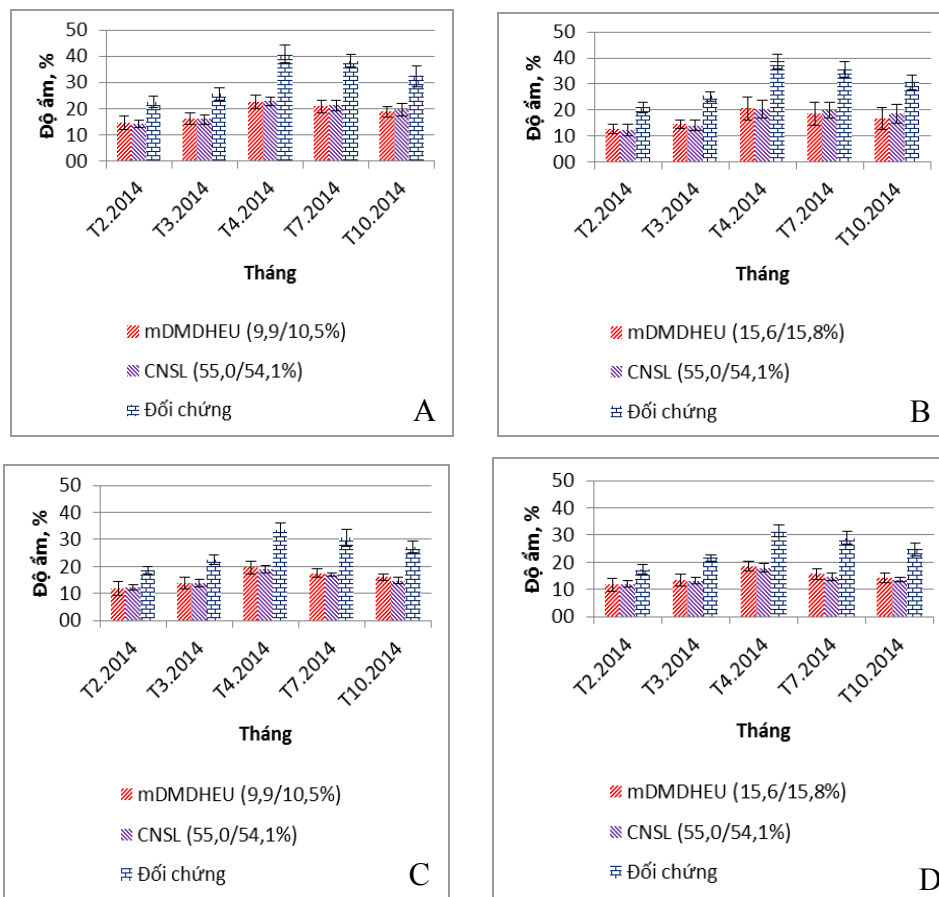 50
40
30
20
10
00
Độ ẩm, %
T2.2014
T3.2014
T4.2014
T7.2014
T10.2014
Tháng
mDMDHEU (9,9/10,5%)
CNSL (55,0/54,1%)
Đối chứng
A
50
40
30
20
10
00
Độ ẩm, %
T2.2014
T3.2014
T4.2014
T7.2014
T10.2014
Tháng
mDMDHEU (15,6/15,8%)
CNSL (55,0/54,1%)
Đối chứng
B
50
40
30
20
10
00
Độ ẩm, %
T2.2014
T3.2014
T4.2014
T7.2014
T10.2014
Tháng
mDMDHEU (9,9/10,5%)
CNSL (55,0/54,1%)
Đối chứng
C
50
40
30
20
10
00
Độ ẩm, %
T2.2014
T3.2014
T4.2014
T7.2014
T10.2014
Tháng
mDMDHEU (15,6/15,8%)
CNSL (55,0/54,1%)
Đối chứng
D